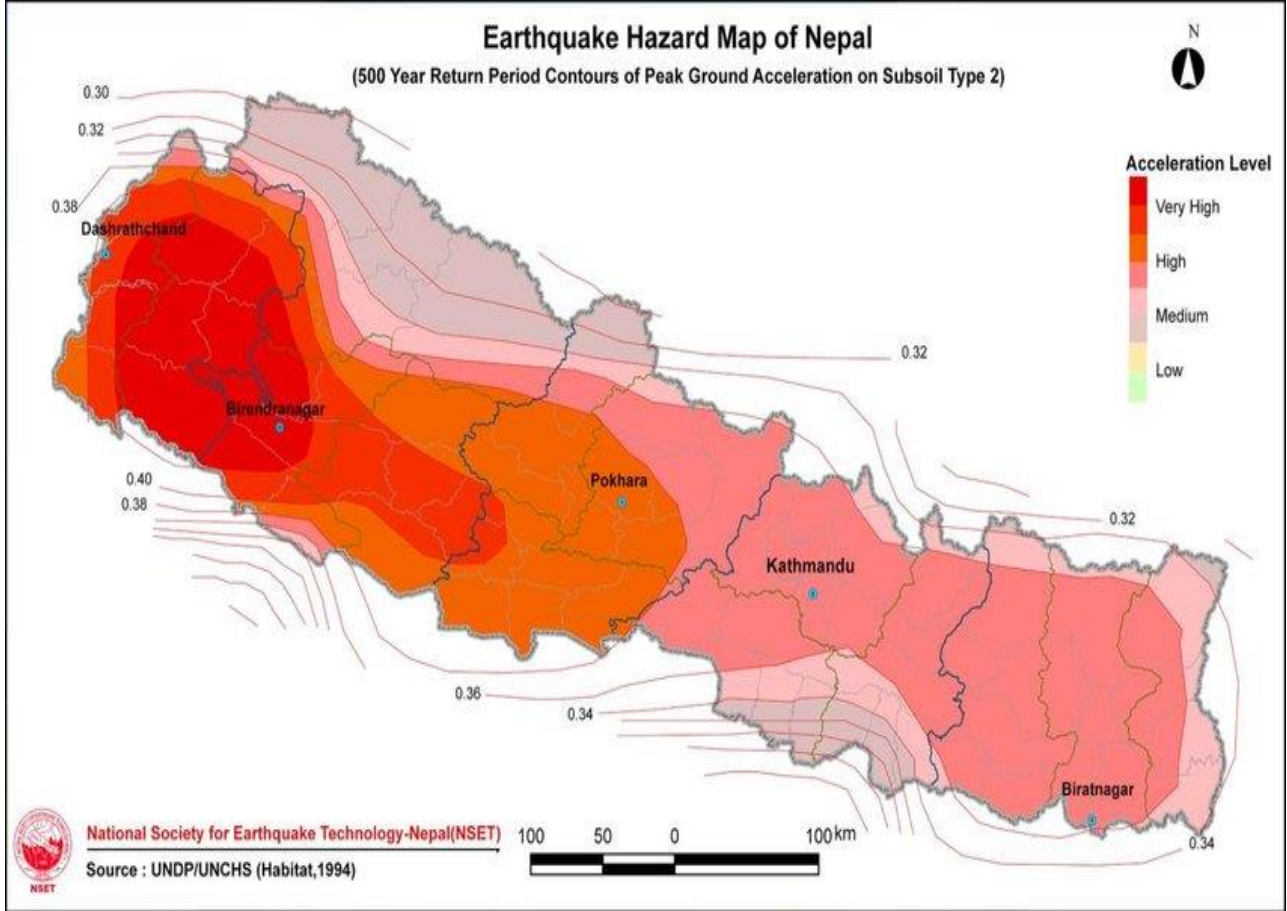 Earthquake Hazard Map of Nepal
(500 Year Return Period Contours of Peak Ground Acceleration on Subsoil Type 2)
N
0.30
0.32
0.38
Dashrathchand
Acceleration Level
Very High
High
Medium
Low
0.32
Birendranagar
0.40
0.38
Pokhara
0.32
Kathmandu
0.36
0.34
Biratnagar
0.34
National Society for Earthquake Technology-Nepal(NSET)
Source : UNDP/UNCHS (Habitat,1994)
NSET
100 50 0 100km